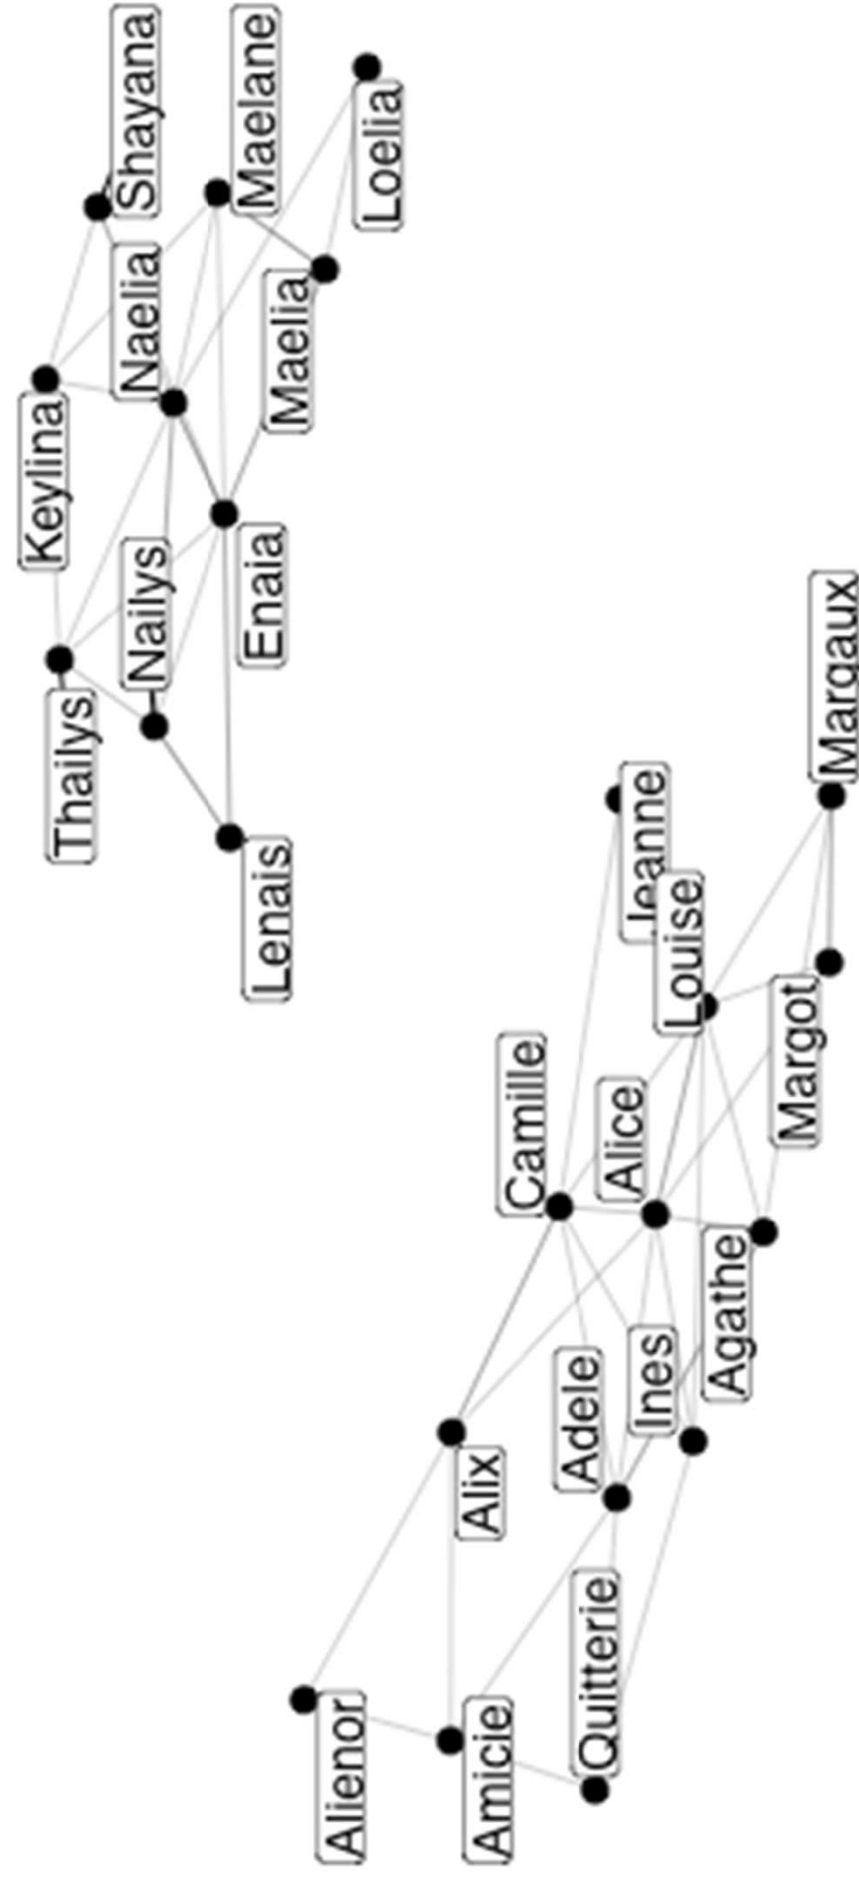 Shayana
Maelane
Loelia
Naelia
Maelia
Keylina
Nailys
Enaia
Thailys
Lenais
Margaux
Jeanne
Louise
Margot
Camille
Alice
Agathe
Ines
Adele
Alix
Quitterie
Alienor
Amicie